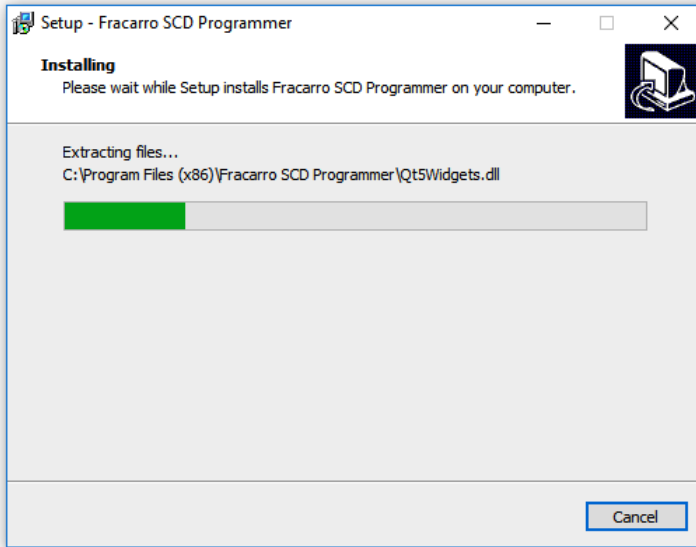 Setup - Fracarro SCD Programmer
Installing
Please wait while Setup installs Fracarro SCD Programmer on your computer.
Extracting files...
C:\Program Files (x86)\Fracarro SCD Programmer\Qt5Widgets.dll
Cancel